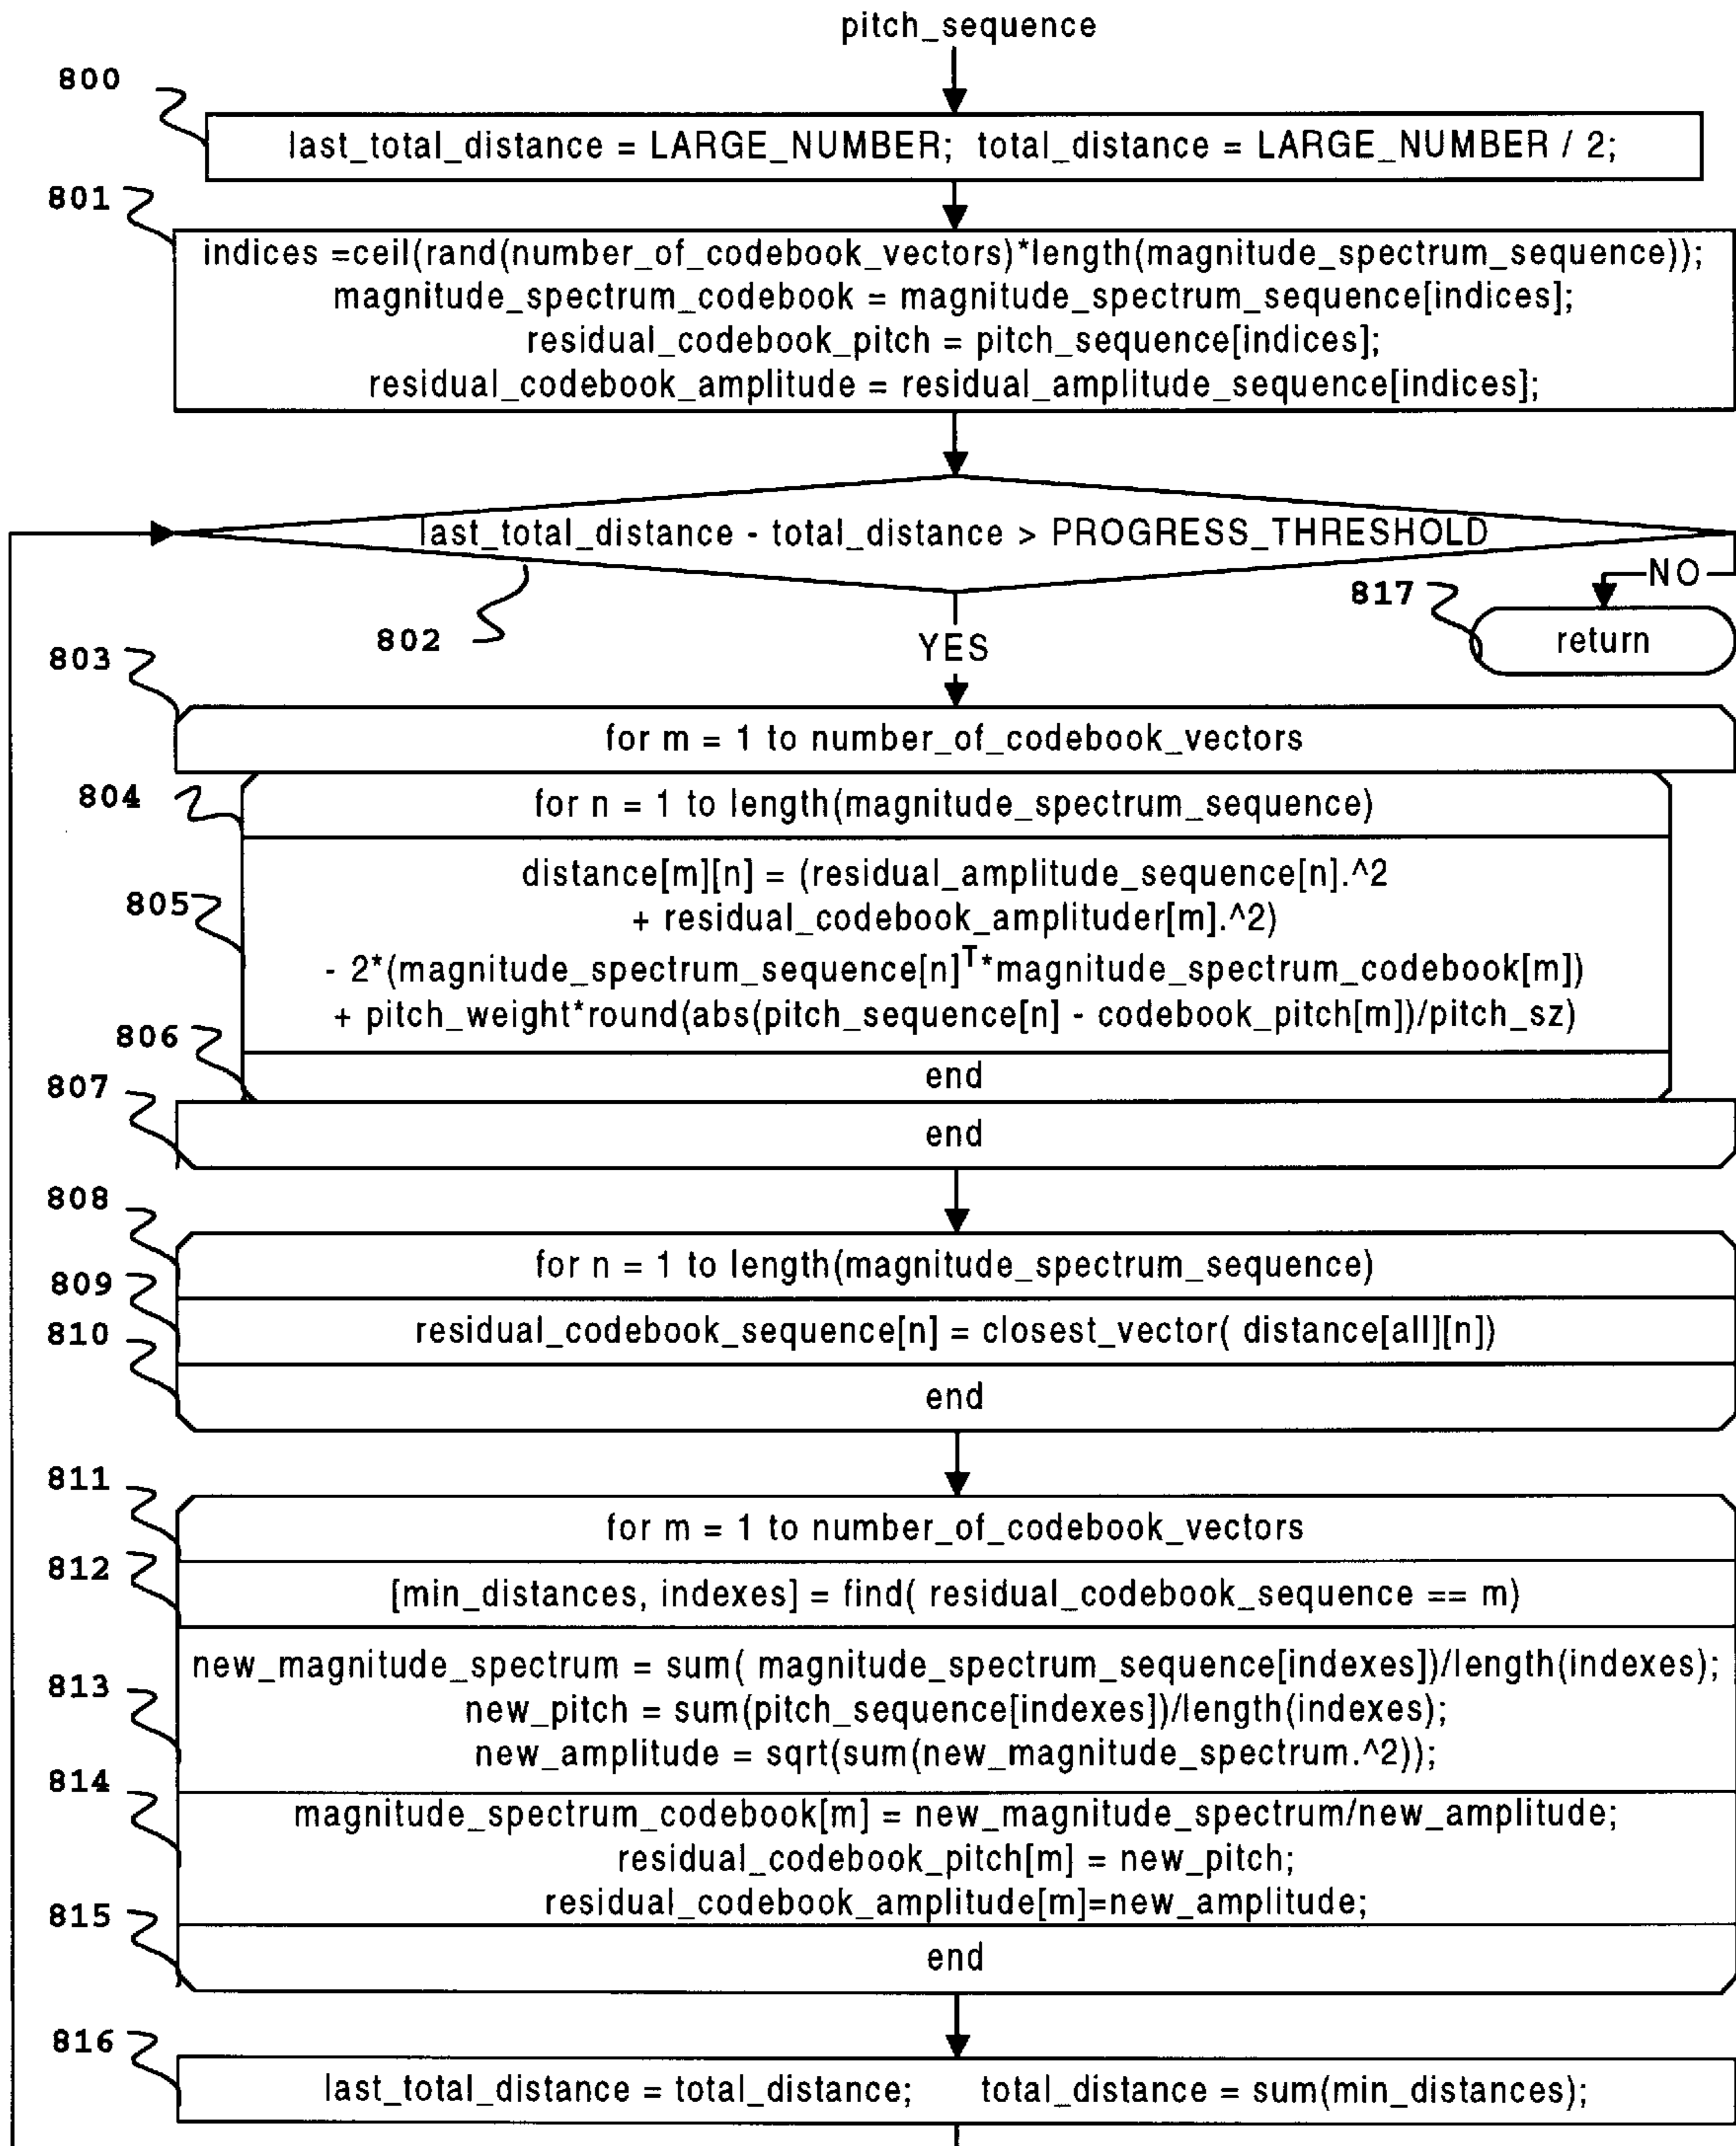 pitch_sequence
800
last_total_distance = LARGE_NUMBER; total_distance = LARGE_NUMBER / 2;
801
indices =ceil(rand(number_of_codebook_vectors)*length(magnitude_spectrum_sequence));
magnitude_spectrum_codebook = magnitude_spectrum_sequence[indices];
residual_codebook_pitch = pitch_sequence[indices];
residual_codebook_amplitude = residual_amplitude_sequence[indices];
last_total_distance - total_distance > PROGRESS_THRESHOLD
NO
817
return
802
YES
803
for m = 1 to number_of_codebook_vectors
804
for n = 1 to length(magnitude_spectrum_sequence)
805
distance[m][n] = (residual_amplitude_sequence[n].^2
+ residual_codebook_amplituder[m].^2)
- 2*(magnitude_spectrum_sequence[n]ᵀ*magnitude_spectrum_codebook[m])
+ pitch_weight*round(abs(pitch_sequence[n] - codebook_pitch[m])/pitch_sz)
806
end
807
end
808
for n = 1 to length(magnitude_spectrum_sequence)
809
residual_codebook_sequence[n] = closest_vector( distance[all][n])
810
end
811
for m = 1 to number_of_codebook_vectors
812
[min_distances, indexes] = find( residual_codebook_sequence == m)
813
new_magnitude_spectrum = sum( magnitude_spectrum_sequence[indexes])/length(indexes);
new_pitch = sum(pitch_sequence[indexes])/length(indexes);
new_amplitude = sqrt(sum(new_magnitude_spectrum.^2));
814
magnitude_spectrum_codebook[m] = new_magnitude_spectrum/new_amplitude;
residual_codebook_pitch[m] = new_pitch;
residual_codebook_amplitude[m]=new_amplitude;
815
end
816
last_total_distance = total_distance; total_distance = sum(min_distances);